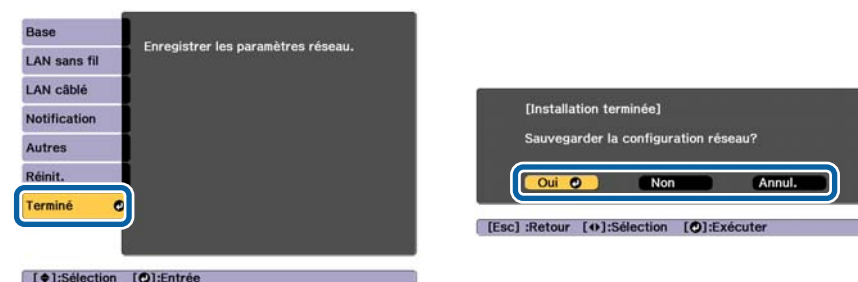 Base
Enregistrer les paramètres réseau.
LAN sans fil
LAN câblé
Notification
Autres
Réinit.
Terminé
[]:Sélection []:Entrée
[Installation terminée]
Sauvegarder la configuration réseau?
Oui Non Annul.
[Esc] :Retour []:Sélection []:Exécuter